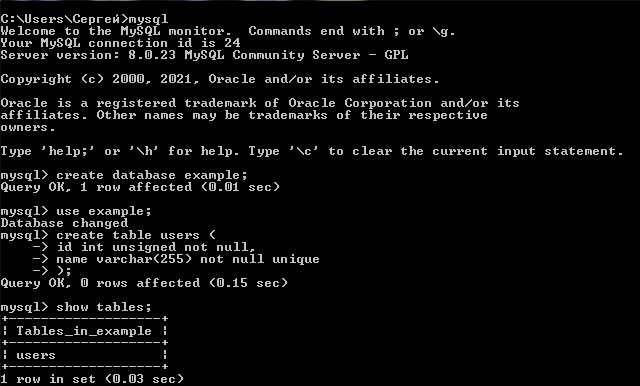 C:\Users\Сергей>mysql
Welcome to the MySQL monitor.  Commands end with ; or \g.
Your MySQL connection id is 24
Server version: 8.0.23 MySQL Community Server - GPL
Copyright (c) 2000, 2021, Oracle and/or its affiliates.
Oracle is a registered trademark of Oracle Corporation and/or its
affiliates. Other names may be trademarks of their respective
owners.
Type 'help;' or '\h' for help. Type '\c' to clear the current input statement.
mysql> create database example;
Query OK, 1 row affected (0.01 sec)
mysql> use example;
Database changed
mysql> create table users (
    -> id int unsigned not null,
    -> name varchar(255) not null unique
    -> );
Query OK, 0 rows affected (0.15 sec)
mysql> show tables;
+-------------------+
| Tables_in_example |
+-------------------+
| users             |
+-------------------+
1 row in set (0.03 sec)